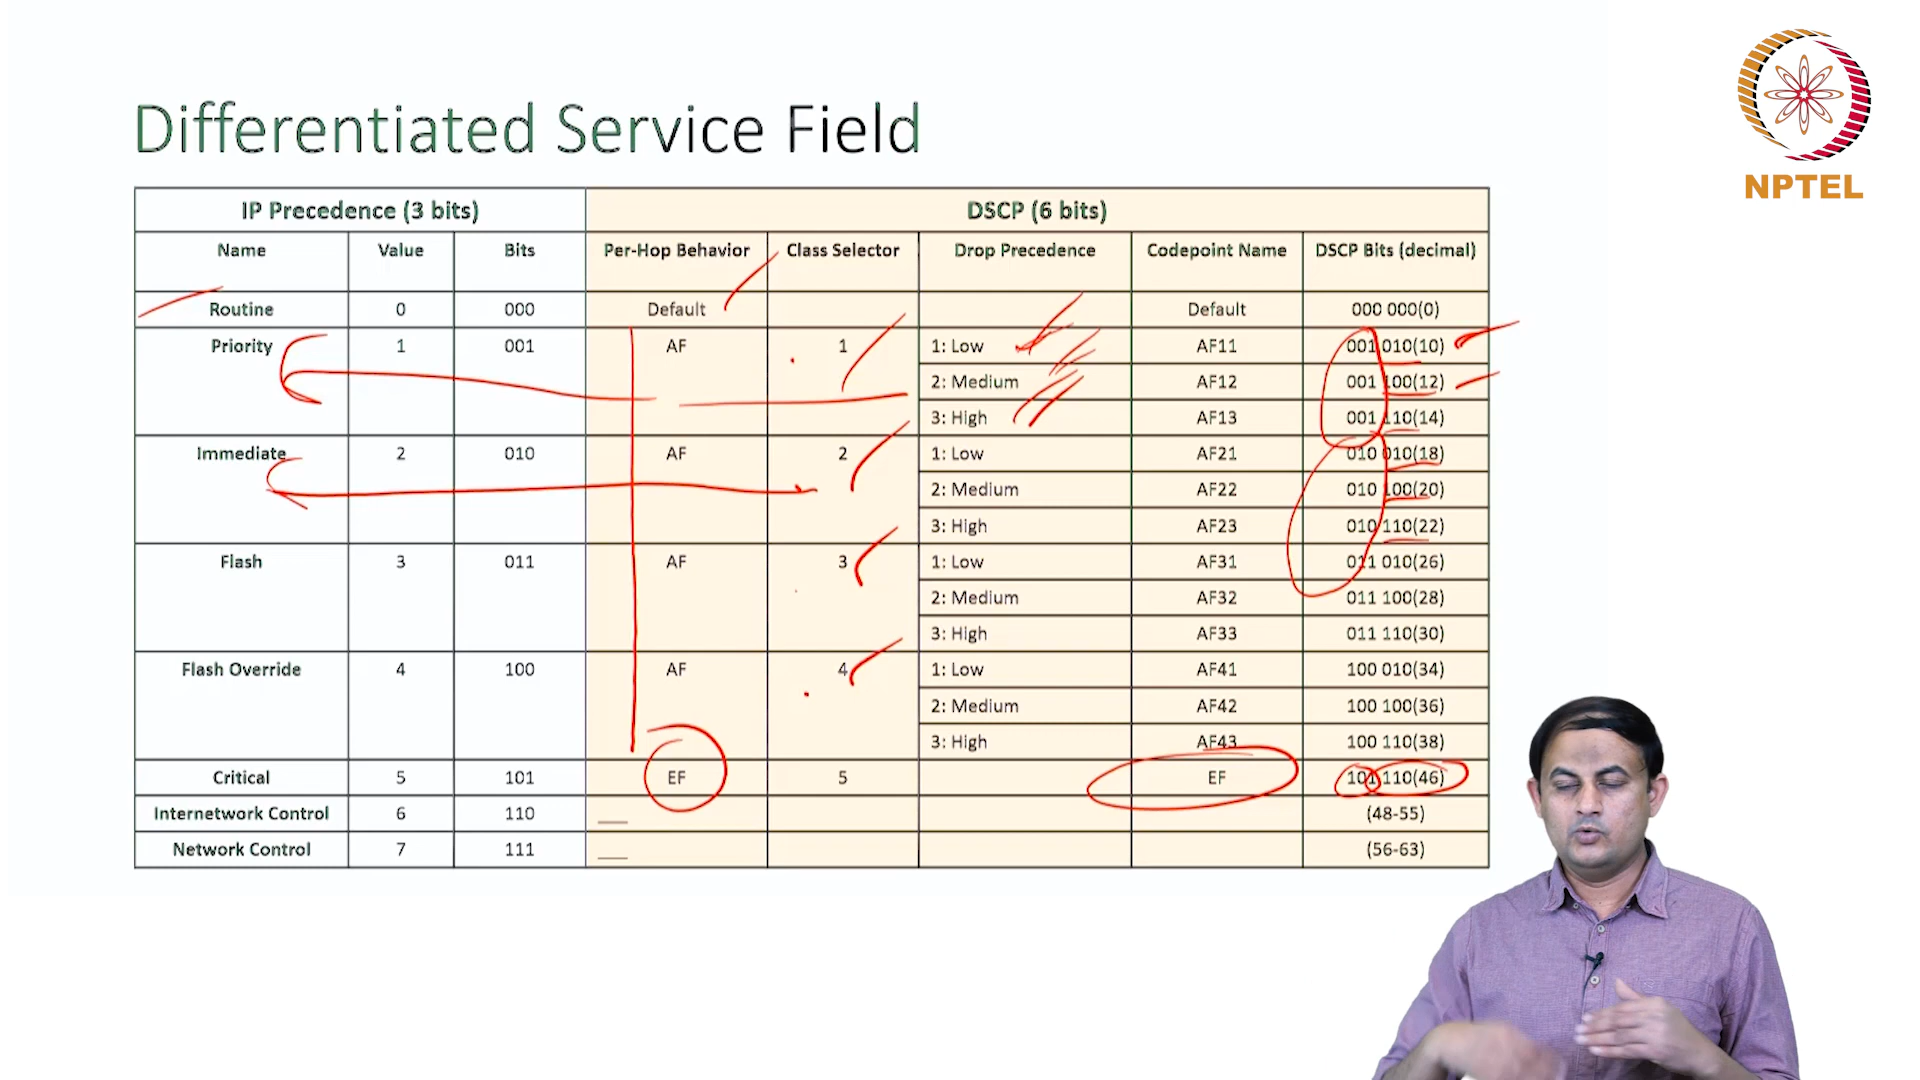 NPTEL
Differentiated Service Field
IP Precedence (3 bits) DSCP (6 bits)
Name Value Bits Per-Hop Behavior Class Selector Drop Precedence Codepoint Name DSCP Bits (decimal)
Routine 0 000 Default Default 000 000(0)
Priority 1 001 AF 1 1: Low AF11 001 010(10)
2: Medium AF12 001 100(12)
3: High AF13 001 110(14)
Immediate 2 010 AF 2 1: Low AF21 010 010(18)
2: Medium AF22 010 100(20)
3: High AF23 010 110(22)
Flash 3 011 AF 3 1: Low AF31 011 010(26)
2: Medium AF32 011 100(28)
3: High AF33 011 110(30)
Flash Override 4 100 AF 4 1: Low AF41 100 010(34)
2: Medium AF42 100 100(36)
3: High AF43 100 110(38)
Critical 5 101 EF 5 EF 101 110(46)
Internetwork Control 6 110 __ (48-55)
Network Control 7 111 __ (56-63)